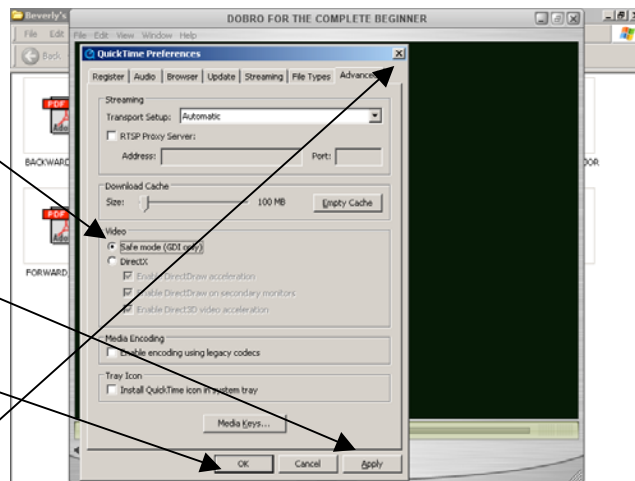 Beverly's
DOBRO FOR THE COMPLETE BEGINNER
File Edit
File Edit View Window Help
Back
QuickTime Preferences
Register Audio Browser Update Streaming File Types Advanced
Streaming
Transport Setup: Automatic
RTSP Proxy Server:
Address: Port:
Download Cache
Size: 100 MB Empty Cache
Video
Safe mode (GDI only)
DirectX
Enable DirectDraw acceleration
Enable DirectDraw on secondary monitors
Enable Direct3D video acceleration
Media Encoding
Enable encoding using legacy codecs
Tray Icon
Install QuickTime icon in system tray
Media Keys...
OK Cancel Apply
PDF
BACKWARD
OOR
PDF
FORWARD